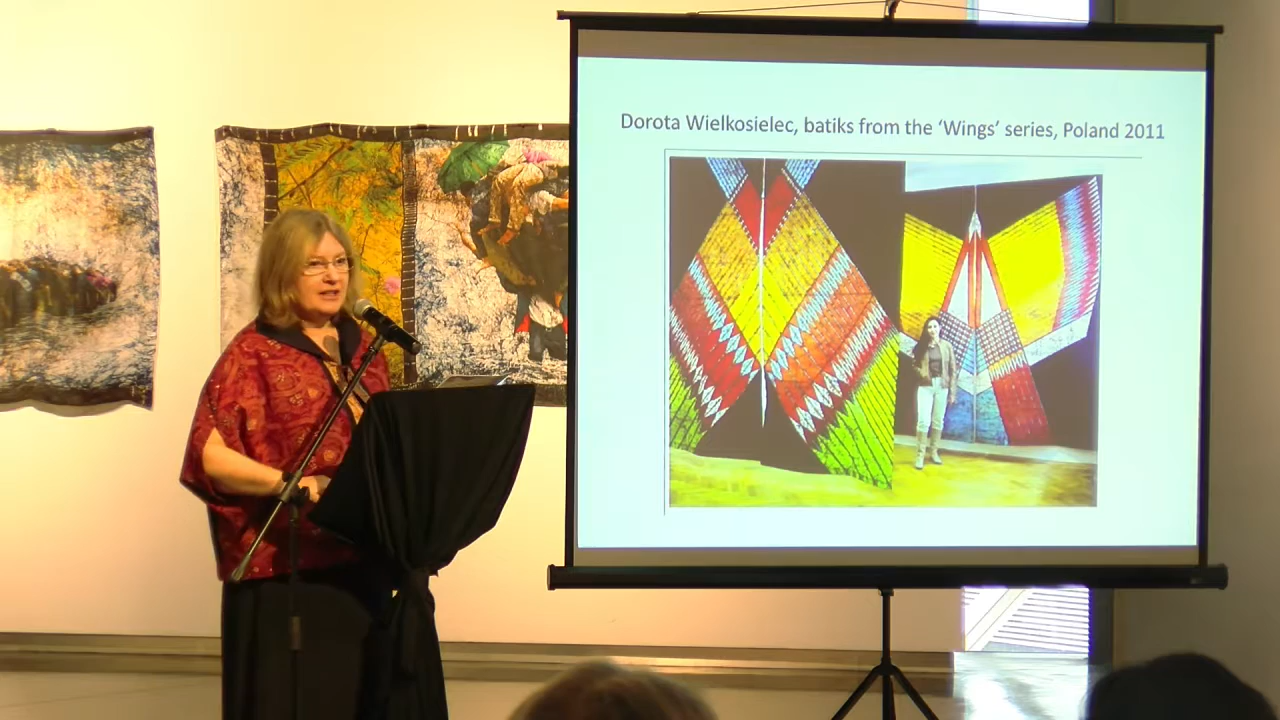 Dorota Wielkosielec, batiks from the ‘Wings’ series, Poland 2011